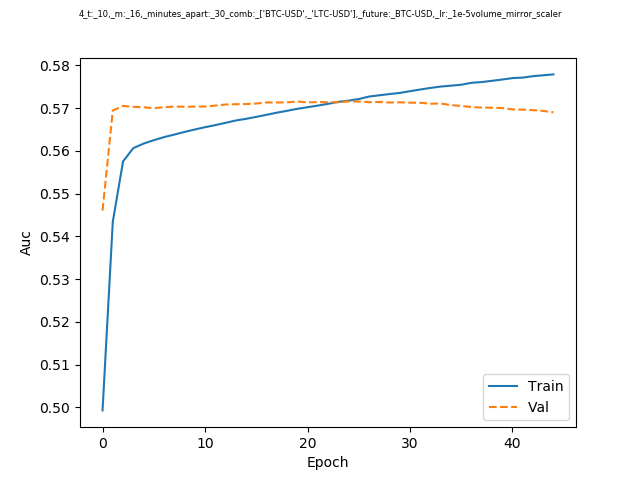 4_t:_10,_m:_16,_minutes_apart:_30_comb:_['BTC-USD',_'LTC-USD'],_future:_BTC-USD,_lr:_1e-5volume_mirror_scaler
0.58
0.57
0.56
0.55
0.54
0.53
0.52
0.51
0.50
Auc
0 10 20 30 40
Epoch
Train
Val